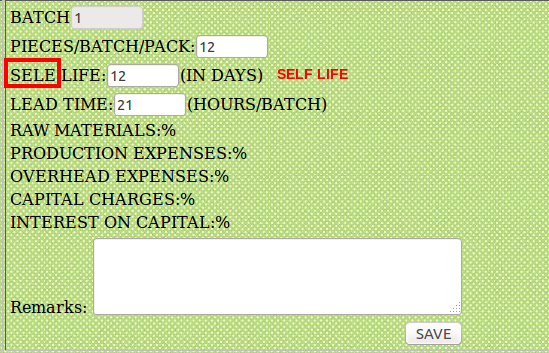 BATCH 1
PIECES/BATCH/PACK: 12
SELE LIFE: 12 (IN DAYS) SELF LIFE
LEAD TIME: 21 (HOURS/BATCH)
RAW MATERIALS:%
PRODUCTION EXPENSES:%
OVERHEAD EXPENSES:%
CAPITAL CHARGES:%
INTEREST ON CAPITAL:%
Remarks:
SAVE